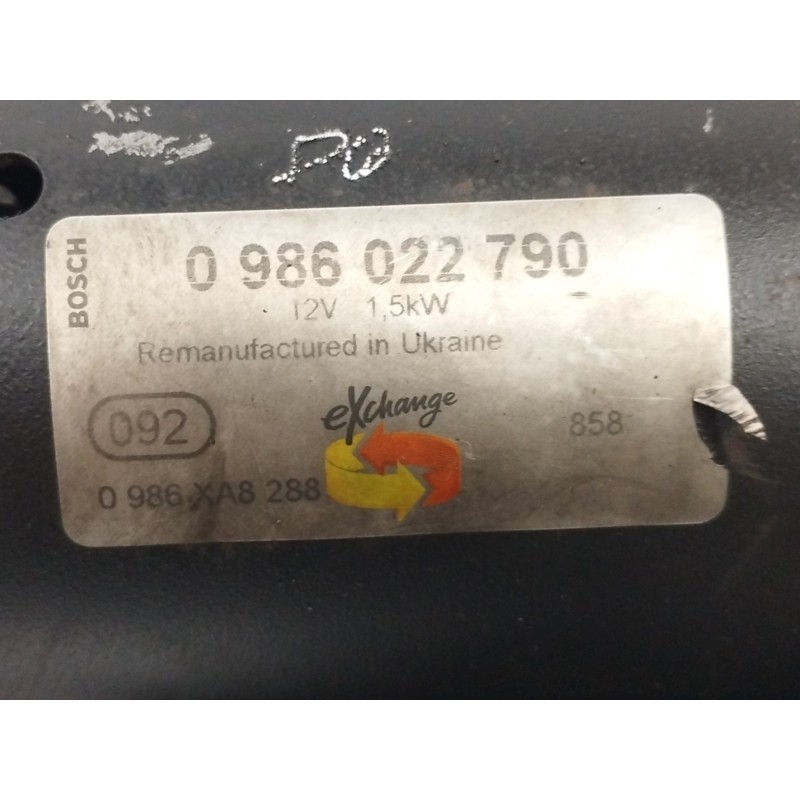 BOSCH
0 986 022 790
12V 1,5kW
Remanufactured in Ukraine
eXchange
092
858
0 986 XA8 288